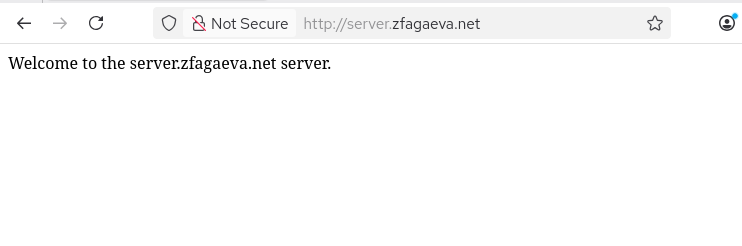 Not Secure http://server.zfagaeva.net
Welcome to the server.zfagaeva.net server.